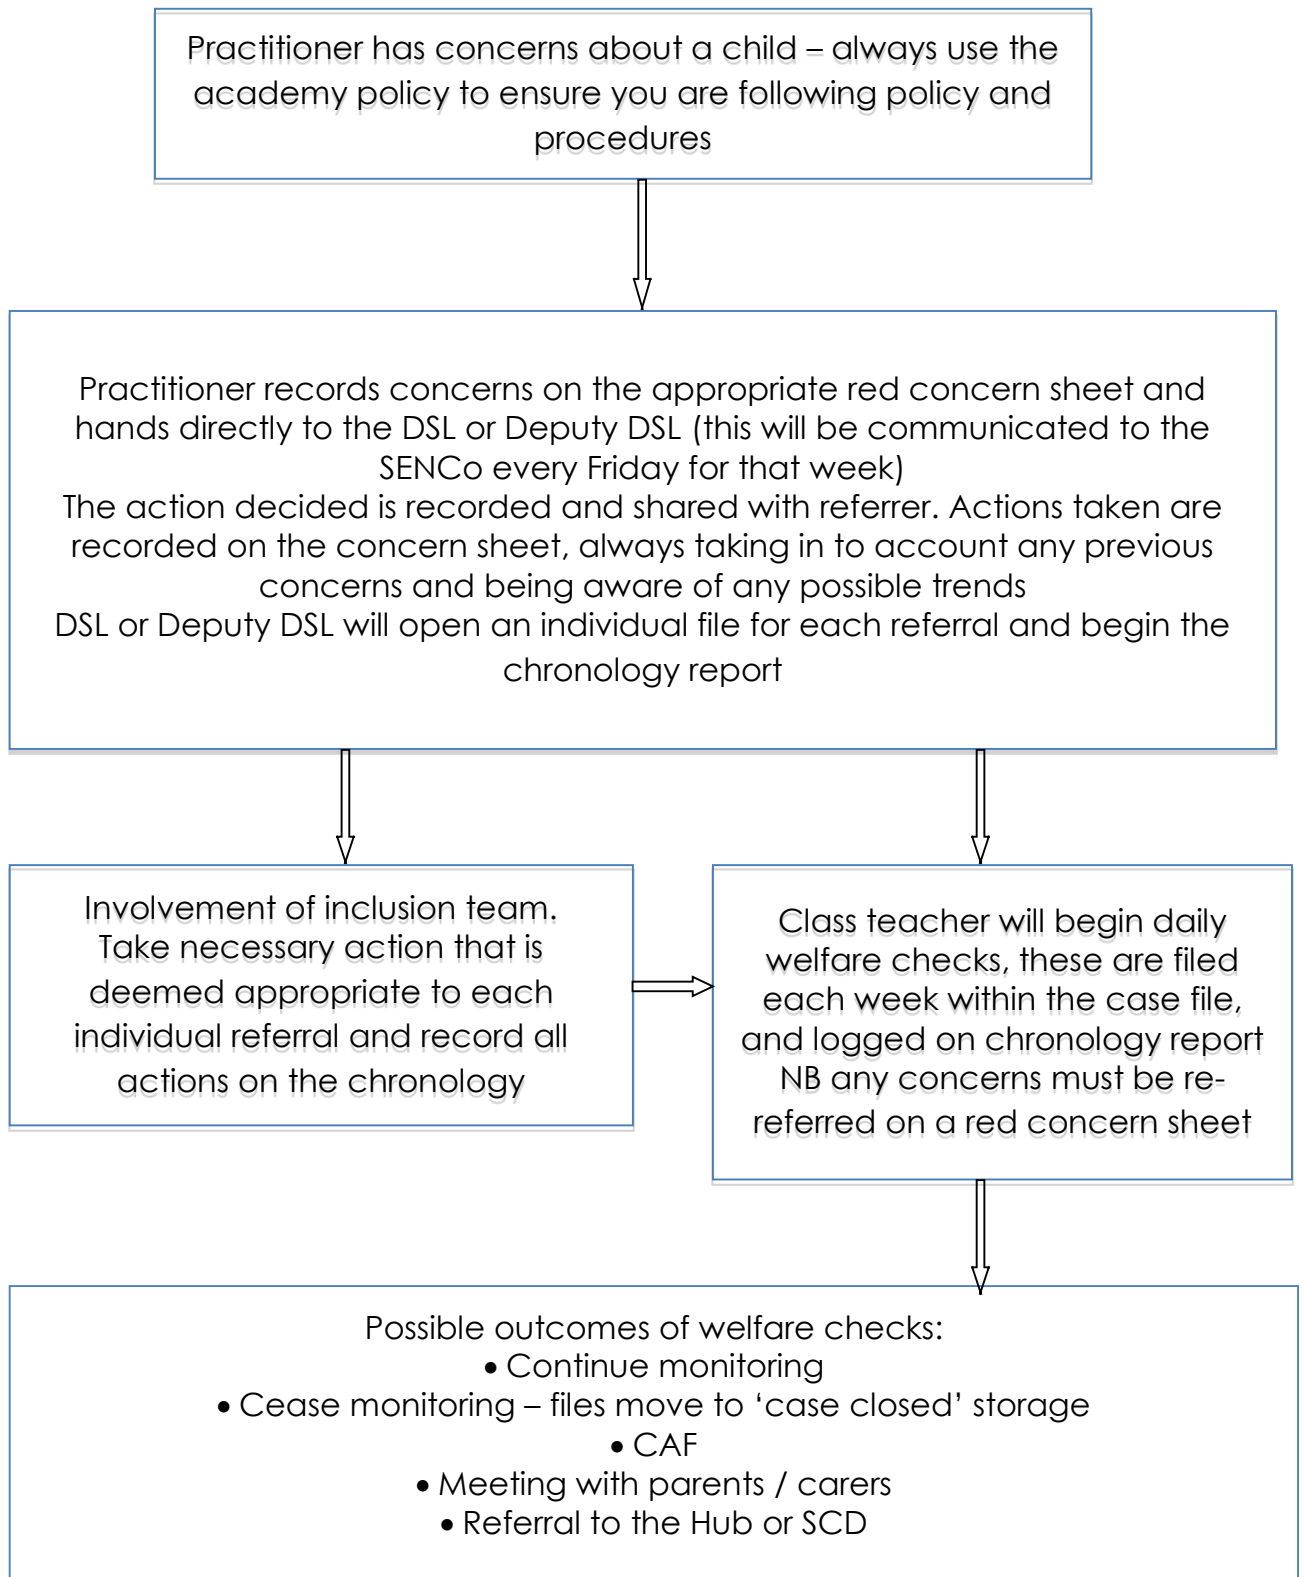 Practitioner has concerns about a child – always use the
academy policy to ensure you are following policy and
procedures
Practitioner records concerns on the appropriate red concern sheet and
hands directly to the DSL or Deputy DSL (this will be communicated to the
SENCo every Friday for that week)
The action decided is recorded and shared with referrer. Actions taken are
recorded on the concern sheet, always taking in to account any previous
concerns and being aware of any possible trends
DSL or Deputy DSL will open an individual file for each referral and begin the
chronology report
Involvement of inclusion team.
Take necessary action that is
deemed appropriate to each
individual referral and record all
actions on the chronology
Class teacher will begin daily
welfare checks, these are filed
each week within the case file,
and logged on chronology report
NB any concerns must be re-
referred on a red concern sheet
Possible outcomes of welfare checks:
• Continue monitoring
• Cease monitoring – files move to ‘case closed’ storage
• CAF
• Meeting with parents / carers
• Referral to the Hub or SCD